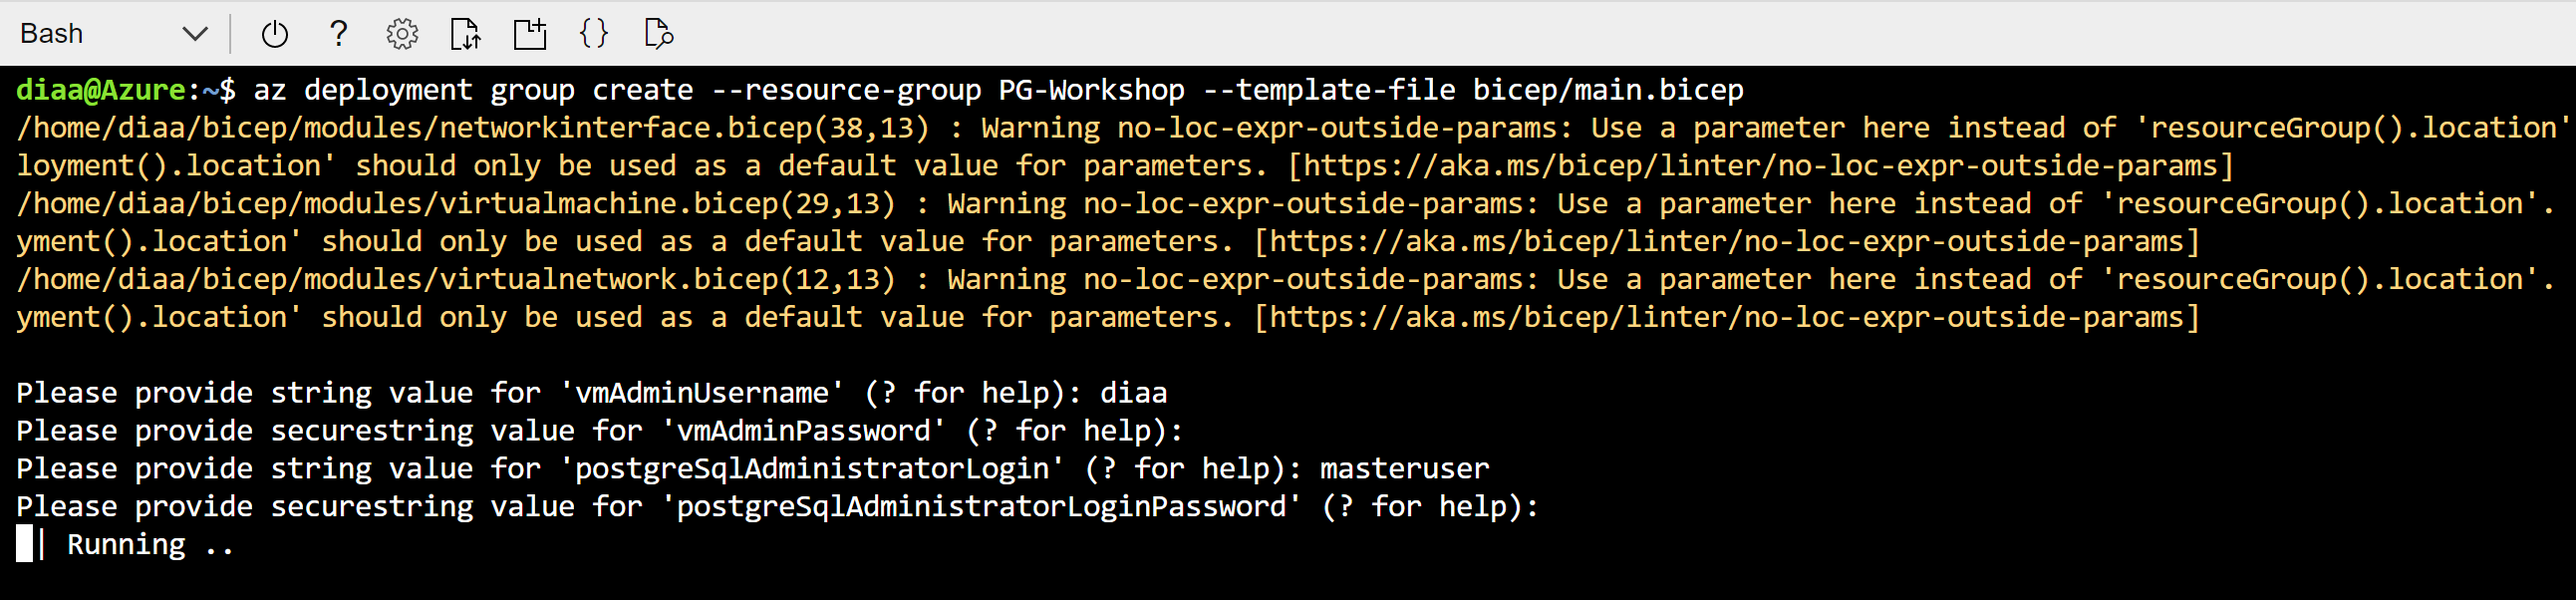 Bash
diaa@Azure:~$ az deployment group create --resource-group PG-Workshop --template-file bicep/main.bicep
/home/diaa/bicep/modules/networkinterface.bicep(38,13) : Warning no-loc-expr-outside-params: Use a parameter here instead of 'resourceGroup().location'
loyment().location' should only be used as a default value for parameters. [https://aka.ms/bicep/linter/no-loc-expr-outside-params]
/home/diaa/bicep/modules/virtualmachine.bicep(29,13) : Warning no-loc-expr-outside-params: Use a parameter here instead of 'resourceGroup().location'.
yment().location' should only be used as a default value for parameters. [https://aka.ms/bicep/linter/no-loc-expr-outside-params]
/home/diaa/bicep/modules/virtualnetwork.bicep(12,13) : Warning no-loc-expr-outside-params: Use a parameter here instead of 'resourceGroup().location'.
yment().location' should only be used as a default value for parameters. [https://aka.ms/bicep/linter/no-loc-expr-outside-params]
Please provide string value for 'vmAdminUsername' (? for help): diaa
Please provide securestring value for 'vmAdminPassword' (? for help):
Please provide string value for 'postgreSqlAdministratorLogin' (? for help): masteruser
Please provide securestring value for 'postgreSqlAdministratorLoginPassword' (? for help):
| Running ..